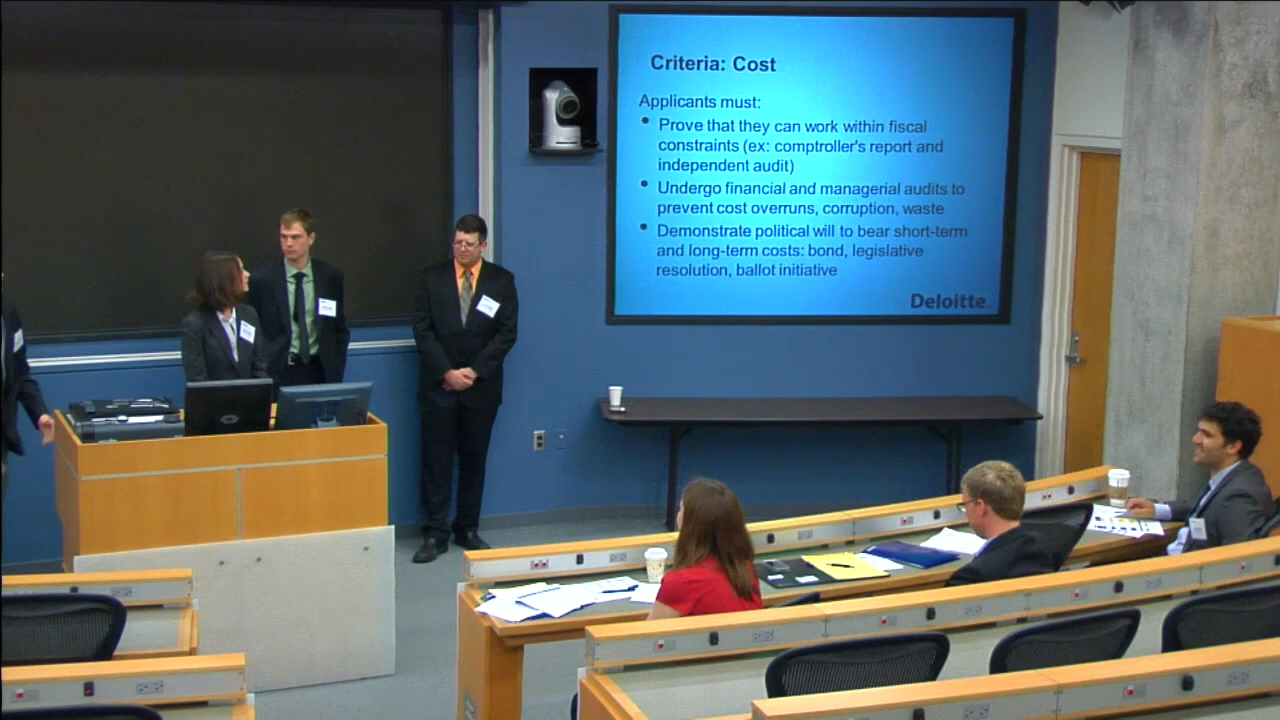 Criteria: Cost
Applicants must:
• Prove that they can work within fiscal
constraints (ex: comptroller's report and
independent audit)
• Undergo financial and managerial audits to
prevent cost overruns, corruption, waste
• Demonstrate political will to bear short-term
and long-term costs: bond, legislative
resolution, ballot initiative
Deloitte.